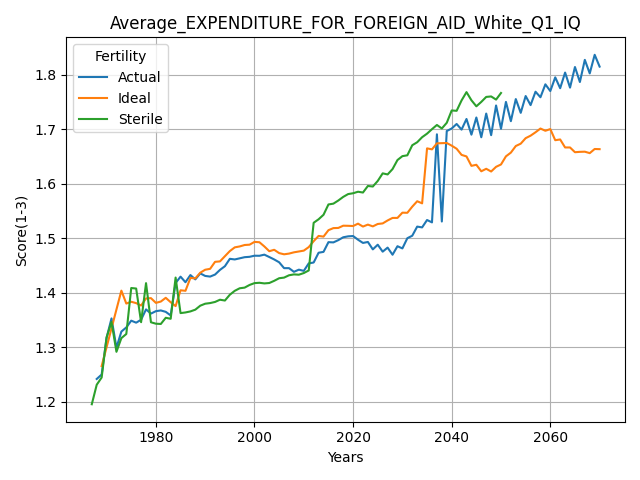 Average_EXPENDITURE_FOR_FOREIGN_AID_White_Q1_IQ
Fertility
Actual
Ideal
Sterile
Score(1-3)
1.8
1.7
1.6
1.5
1.4
1.3
1.2
1980 2000 2020 2040 2060
Years